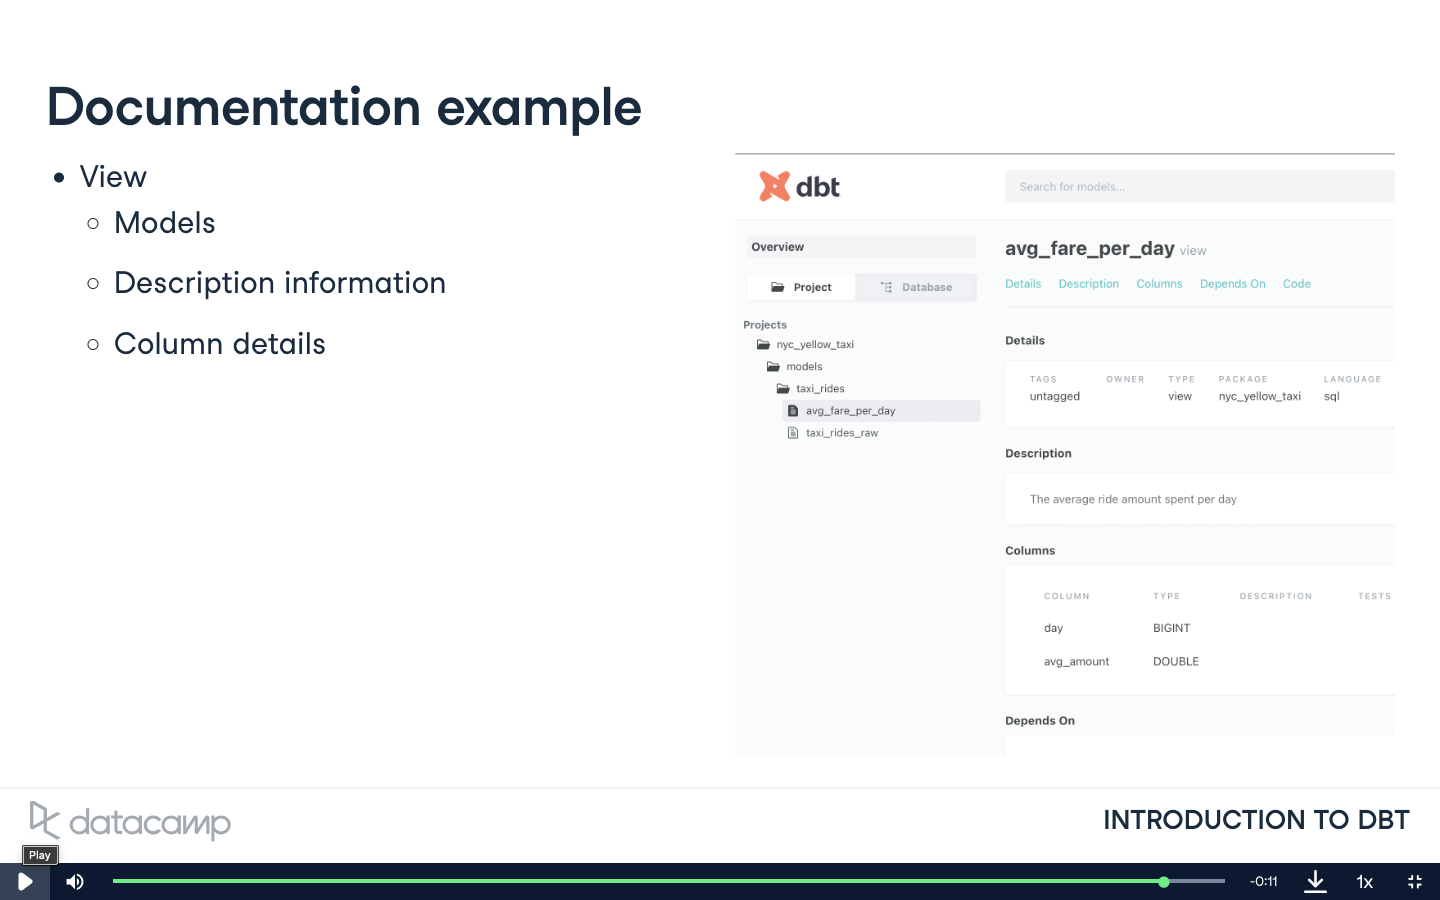 Documentation example
View
Models
Description information
Column details
dbt
Search for models...
Overview
Project
Database
Projects
nyc_yellow_taxi
models
taxi_rides
avg_fare_per_day
taxi_rides_raw
avg_fare_per_day view
Details Description Columns Depends On Code
Details
TAGS OWNER TYPE PACKAGE LANGUAGE
untagged view nyc_yellow_taxi sql
Description
The average ride amount spent per day
Columns
COLUMN TYPE DESCRIPTION TESTS
day BIGINT
avg_amount DOUBLE
Depends On
datacamp
INTRODUCTION TO DBT
Play
-0:11
1x